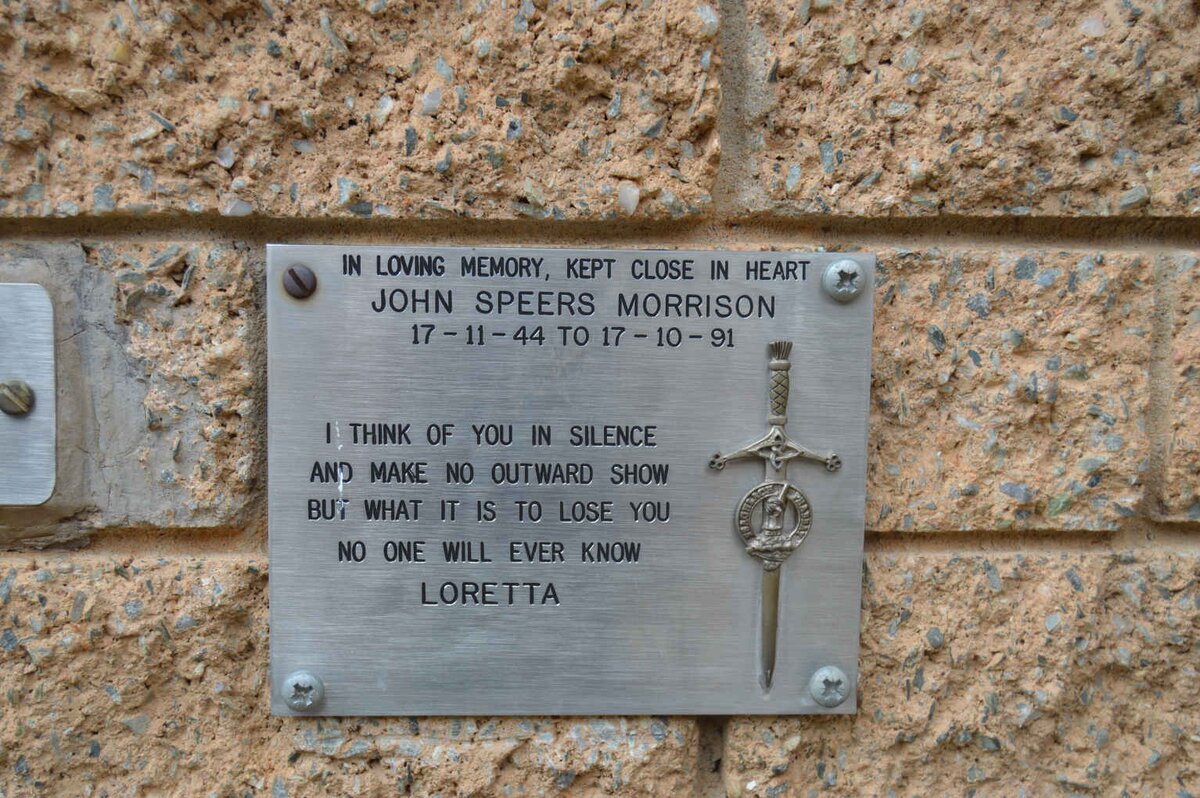 IN LOVING MEMORY, KEPT CLOSE IN HEART
JOHN SPEERS MORRISON
17-11-44 TO 17-10-91
I THINK OF YOU IN SILENCE
AND MAKE NO OUTWARD SHOW
BUT WHAT IT IS TO LOSE YOU
NO ONE WILL EVER KNOW
LORETTA